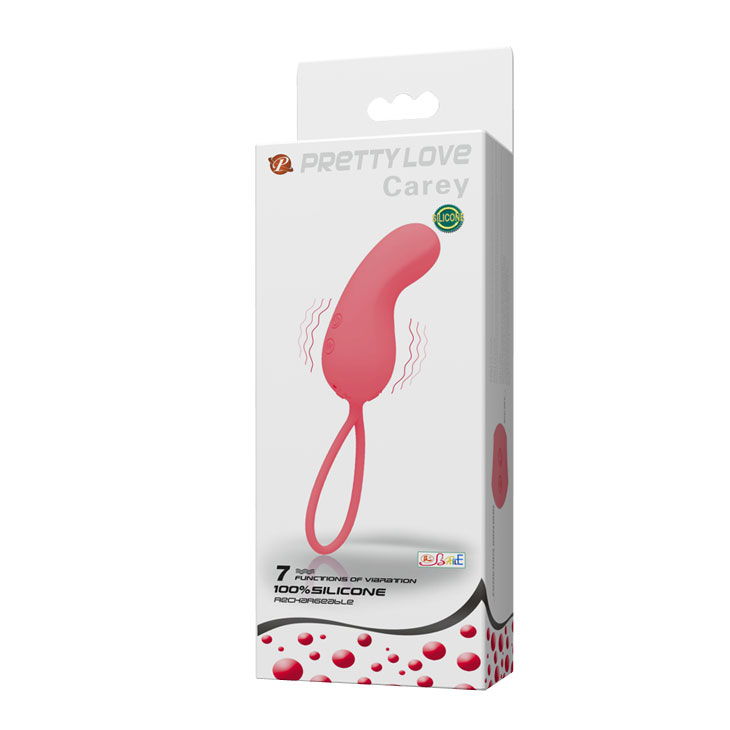 P PRETTY LOVE
Carey
SILICONE
7 FUNCTIONS OF VIBRATION
100%SILICONE
RECHARGEABLE